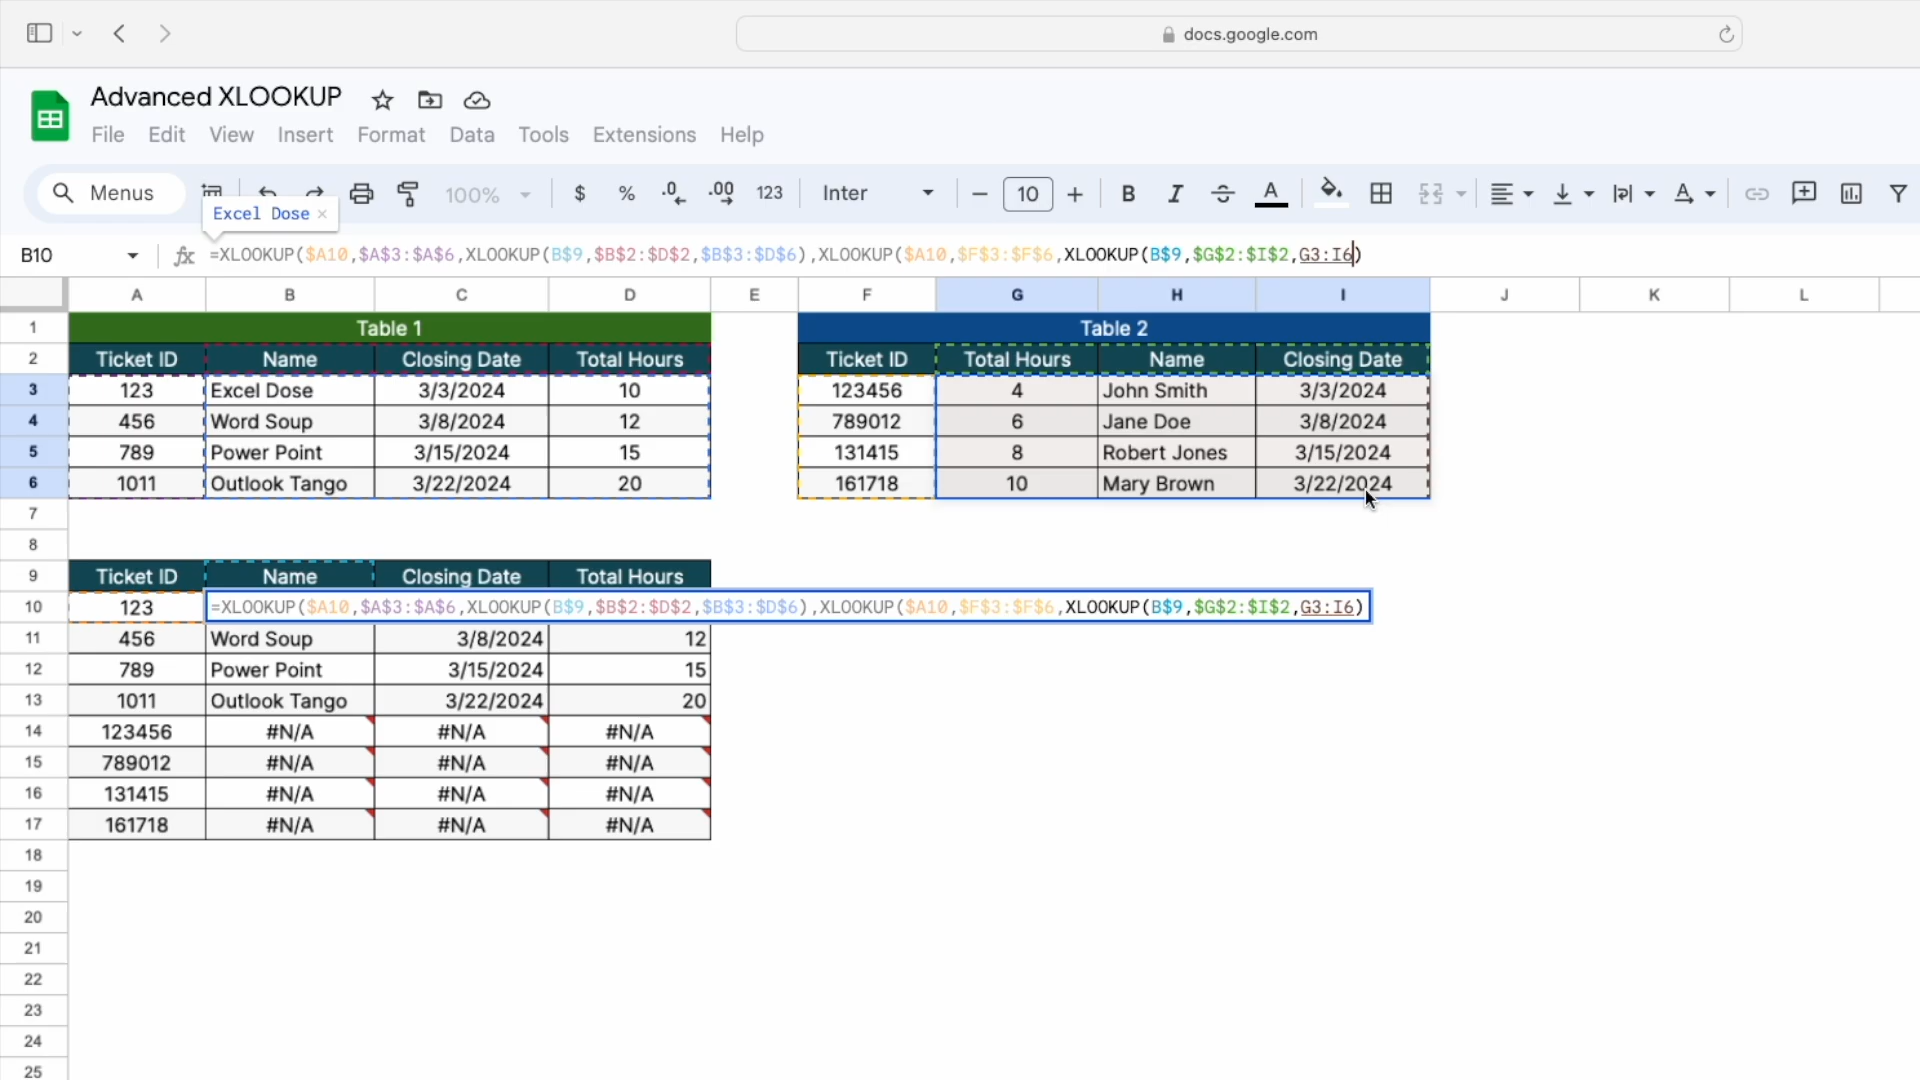 docs.google.com
Advanced XLOOKUP
File Edit View Insert Format Data Tools Extensions Help
Menus 100% $ % .0 .00 123 Inter 10 B I A
Excel Dose ×
B10 fx =XLOOKUP($A10,$A$3:$A$6,XLOOKUP(B$9,$B$2:$D$2,$B$3:$D$6),XLOOKUP($A10,$F$3:$F$6,XLOOKUP(B$9,$G$2:$I$2,G3:I6)
A B C D E F G H I J K L
1 Table 1 Table 2
2 Ticket ID Name Closing Date Total Hours Ticket ID Total Hours Name Closing Date
3 123 Excel Dose 3/3/2024 10 123456 4 John Smith 3/3/2024
4 456 Word Soup 3/8/2024 12 789012 6 Jane Doe 3/8/2024
5 789 Power Point 3/15/2024 15 131415 8 Robert Jones 3/15/2024
6 1011 Outlook Tango 3/22/2024 20 161718 10 Mary Brown 3/22/2024
7
8
9 Ticket ID Name Closing Date Total Hours
10 123 =XLOOKUP($A10,$A$3:$A$6,XLOOKUP(B$9,$B$2:$D$2,$B$3:$D$6),XLOOKUP($A10,$F$3:$F$6,XLOOKUP(B$9,$G$2:$I$2,G3:I6)
11 456 Word Soup 3/8/2024 12
12 789 Power Point 3/15/2024 15
13 1011 Outlook Tango 3/22/2024 20
14 123456 #N/A #N/A #N/A
15 789012 #N/A #N/A #N/A
16 131415 #N/A #N/A #N/A
17 161718 #N/A #N/A #N/A
18
19
20
21
22
23
24
25